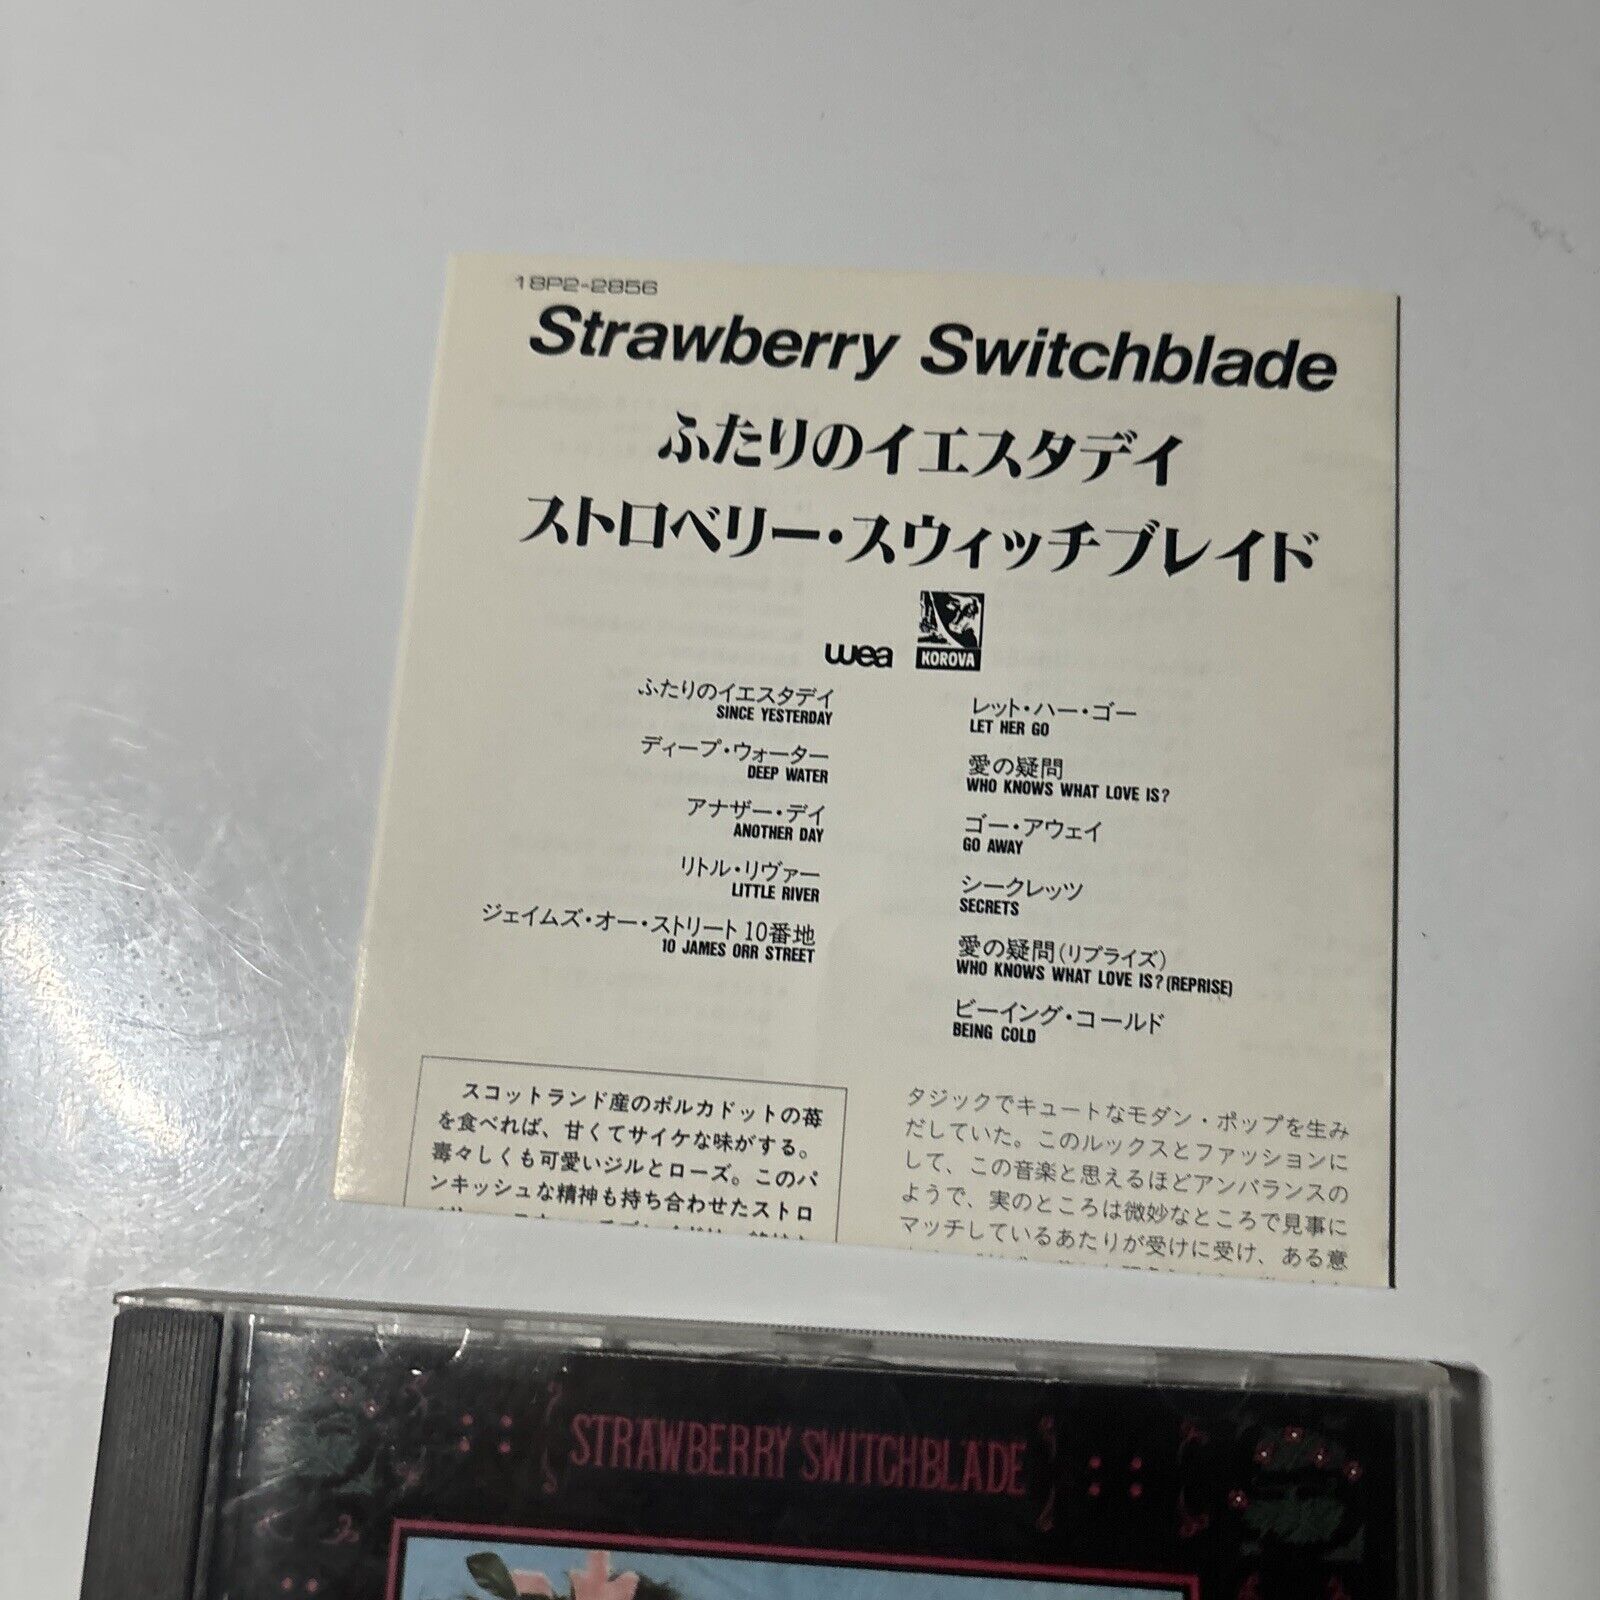 18P2-2856
Strawberry Switchblade
ふたりのイエスタデイ
ストロベリー・スウィッチブレイド
wea
KOROVA
ふたりのイエスタデイ
SINCE YESTERDAY
ディープ・ウォーター
DEEP WATER
アナザー・デイ
ANOTHER DAY
リトル・リヴァー
LITTLE RIVER
ジェイムズ・オー・ストリート10番地
10 JAMES ORR STREET
レット・ハー・ゴー
LET HER GO
愛の疑問
WHO KNOWS WHAT LOVE IS?
ゴー・アウェイ
GO AWAY
シークレッツ
SECRETS
愛の疑問(リプライズ)
WHO KNOWS WHAT LOVE IS? (REPRISE)
ビーイング・コールド
BEING COLD
スコットランド産のポルカドットの苺
を食べれば、甘くてサイケな味がする。
毒々しくも可愛いジルとローズ。このパ
ンキッシュな精神も持ち合わせたストロ
タジックでキュートなモダン・ポップを生み
だしていた。このルックスとファッションに
して、この音楽と思えるほどアンバランスの
ようで、実のところは微妙なところで見事に
マッチしているあたりが受けに受け、ある意
STRAWBERRY SWITCHBLADE